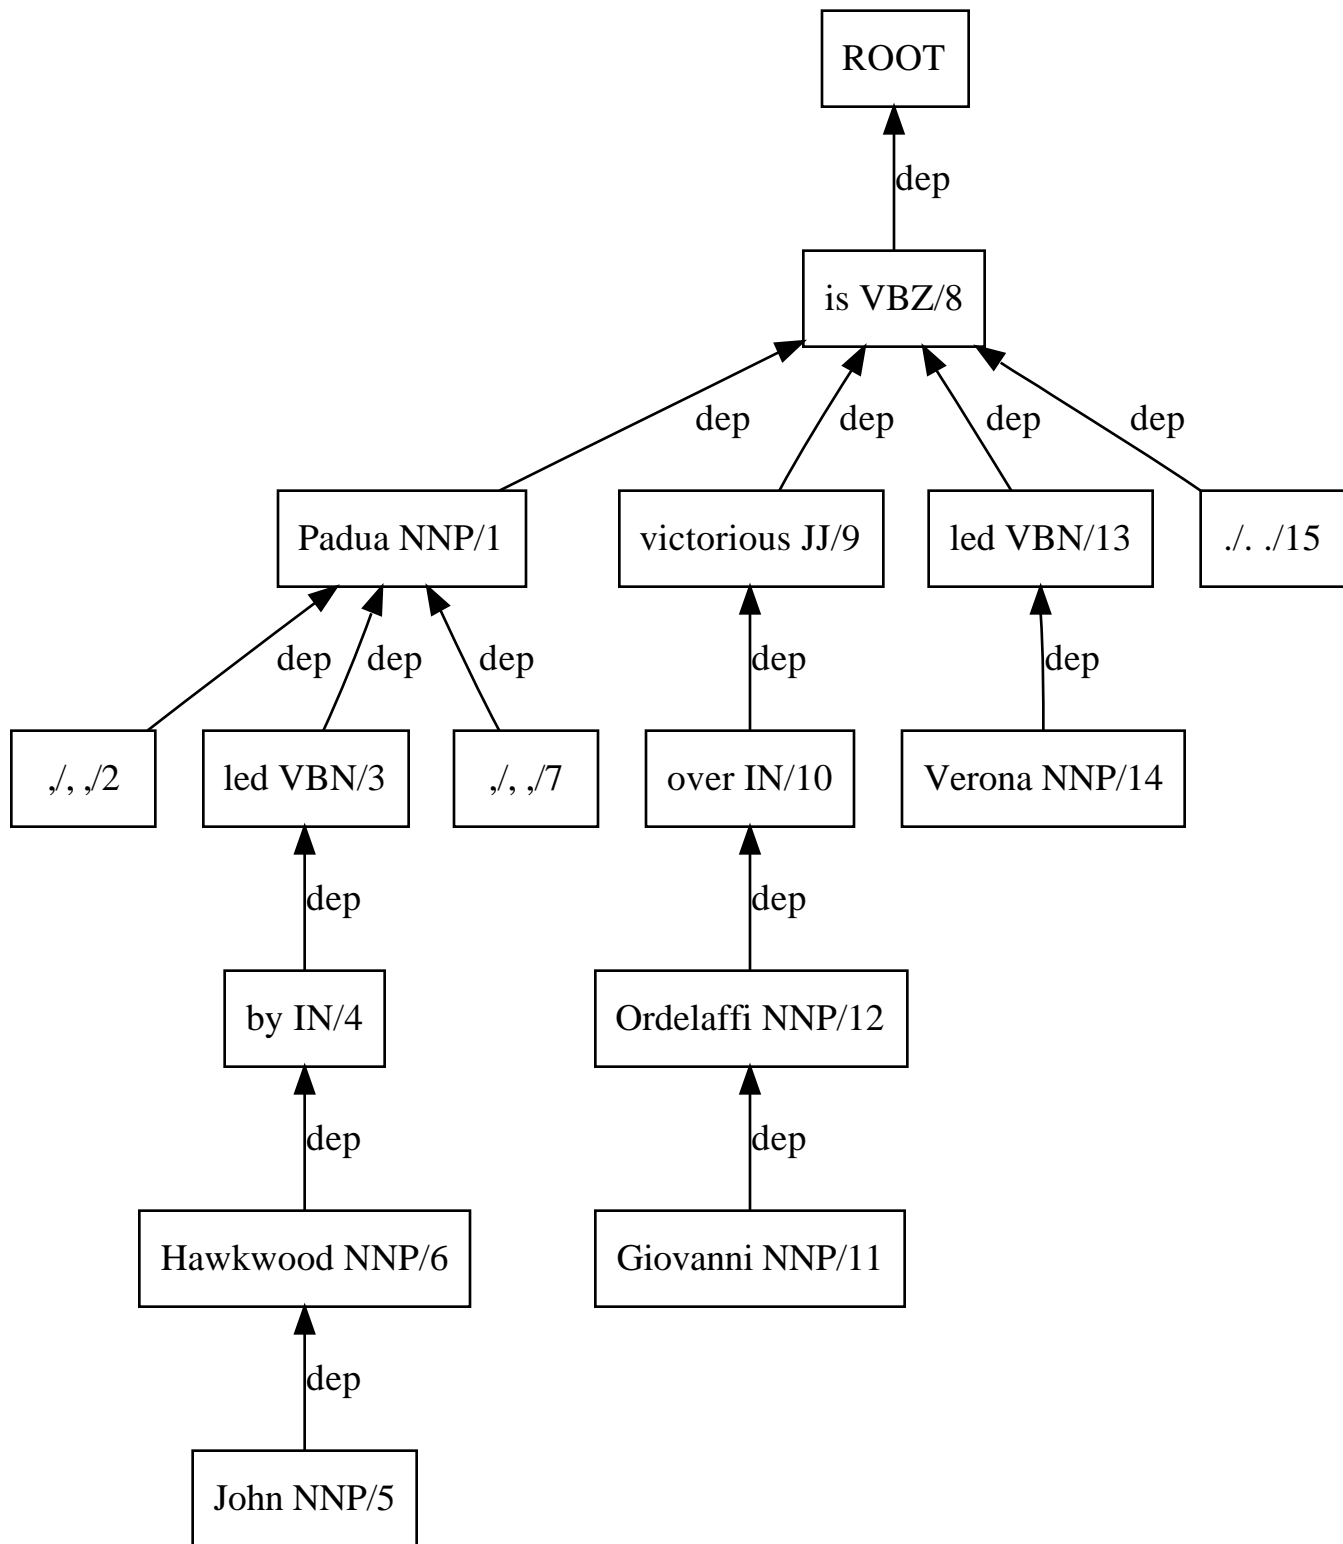 ROOT
dep
is VBZ/8
dep dep dep dep
Padua NNP/1 victorious JJ/9 led VBN/13 ./. ./15
dep dep dep dep dep
,/, ,/2 led VBN/3 ,/, ,/7 over IN/10 Verona NNP/14
dep dep
by IN/4 Ordelaffi NNP/12
dep dep
Hawkwood NNP/6 Giovanni NNP/11
dep
John NNP/5